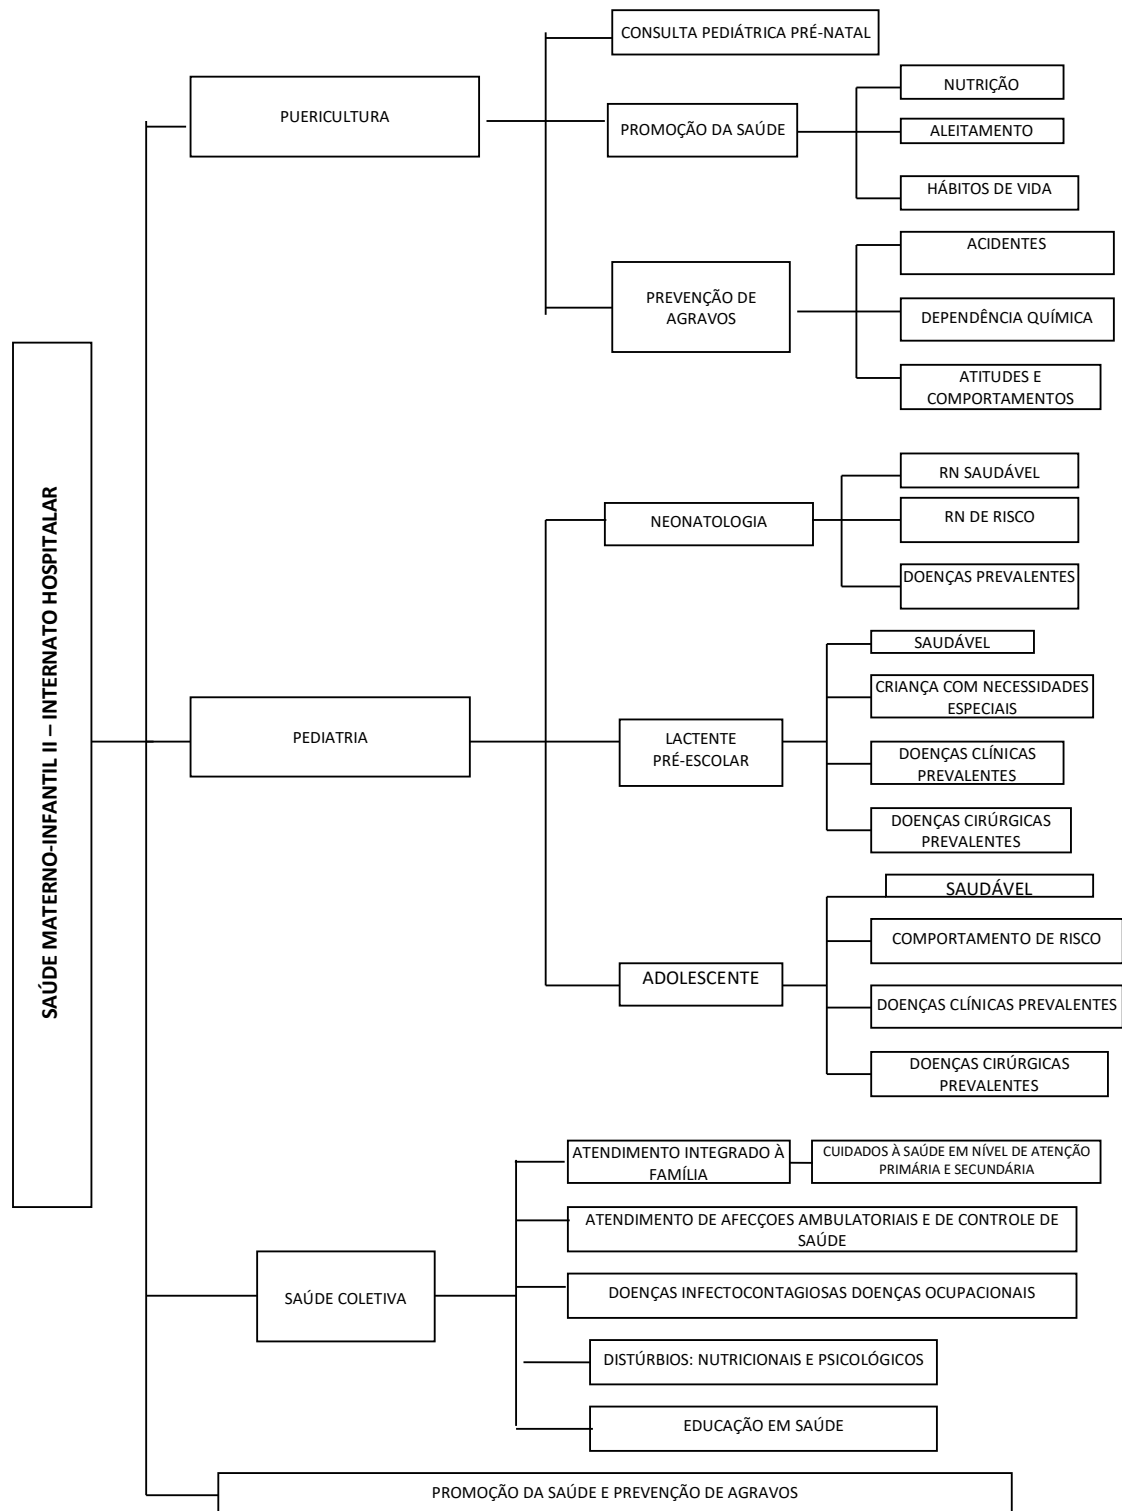 SAÚDE MATERNO-INFANTIL II – INTERNATO HOSPITALAR
PUERICULTURA
CONSULTA PEDIÁTRICA PRÉ-NATAL
PROMOÇÃO DA SAÚDE
NUTRIÇÃO
ALEITAMENTO
HÁBITOS DE VIDA
PREVENÇÃO DE
AGRAVOS
ACIDENTES
DEPENDÊNCIA QUÍMICA
ATITUDES E
COMPORTAMENTOS
PEDIATRIA
NEONATOLOGIA
RN SAUDÁVEL
RN DE RISCO
DOENÇAS PREVALENTES
LACTENTE
PRÉ-ESCOLAR
SAUDÁVEL
CRIANÇA COM NECESSIDADES
ESPECIAIS
DOENÇAS CLÍNICAS
PREVALENTES
DOENÇAS CIRÚRGICAS
PREVALENTES
ADOLESCENTE
SAUDÁVEL
COMPORTAMENTO DE RISCO
DOENÇAS CLÍNICAS PREVALENTES
DOENÇAS CIRÚRGICAS
PREVALENTES
SAÚDE COLETIVA
ATENDIMENTO INTEGRADO À
FAMÍLIA
CUIDADOS À SAÚDE EM NÍVEL DE ATENÇÃO
PRIMÁRIA E SECUNDÁRIA
ATENDIMENTO DE AFECÇOES AMBULATORIAIS E DE CONTROLE DE
SAÚDE
DOENÇAS INFECTOCONTAGIOSAS DOENÇAS OCUPACIONAIS
DISTÚRBIOS: NUTRICIONAIS E PSICOLÓGICOS
EDUCAÇÃO EM SAÚDE
PROMOÇÃO DA SAÚDE E PREVENÇÃO DE AGRAVOS